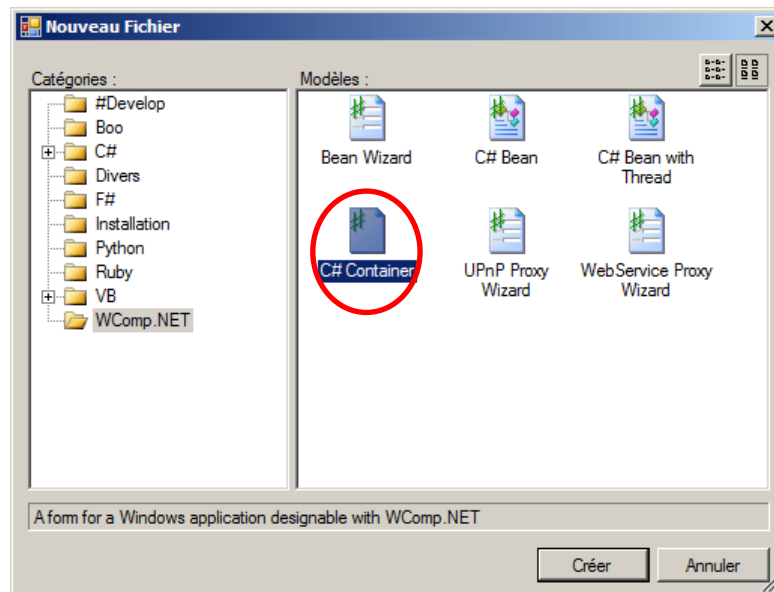 Nouveau Fichier
Catégories :
Modèles :
#Develop
Boo
C#
Divers
F#
Installation
Python
Ruby
VB
WComp.NET
Bean Wizard
C# Bean
C# Bean with
Thread
C# Container
UPnP Proxy
Wizard
WebService Proxy
Wizard
A form for a Windows application designable with WComp.NET
Créer
Annuler